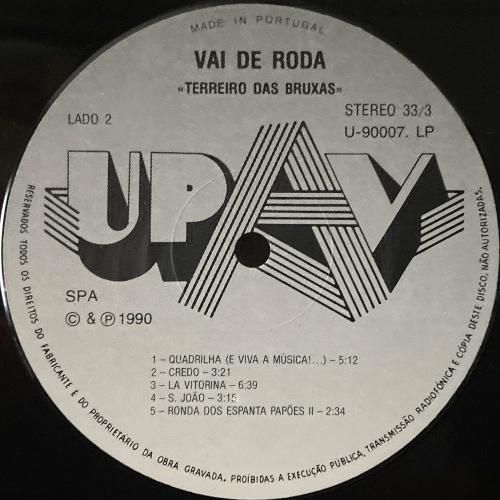 MADE IN PORTUGAL
VAI DE RODA
«TERREIRO DAS BRUXAS»
LADO 2
STEREO 33/3
U-90007. LP
UPAV
SPA
© & Ⓟ 1990
1 – QUADRILHA (E VIVA A MÚSICA!...) – 5:12
2 – CREDO – 3:21
3 – LA VITORINA – 6:39
4 – S. JOÃO – 3:15
5 – RONDA DOS ESPANTA PAPÕES II – 2:34
RESERVADOS TODOS OS DIREITOS DO FABRICANTE E DO PROPRIETARIO DA OBRA GRAVADA. PROÍBIDAS A EXECUÇÃO PÚBLICA, TRANSMISSÃO RADIOTÓNICA E CÓPIA DESTE DISCO, NÃO AUTORIZADAS.